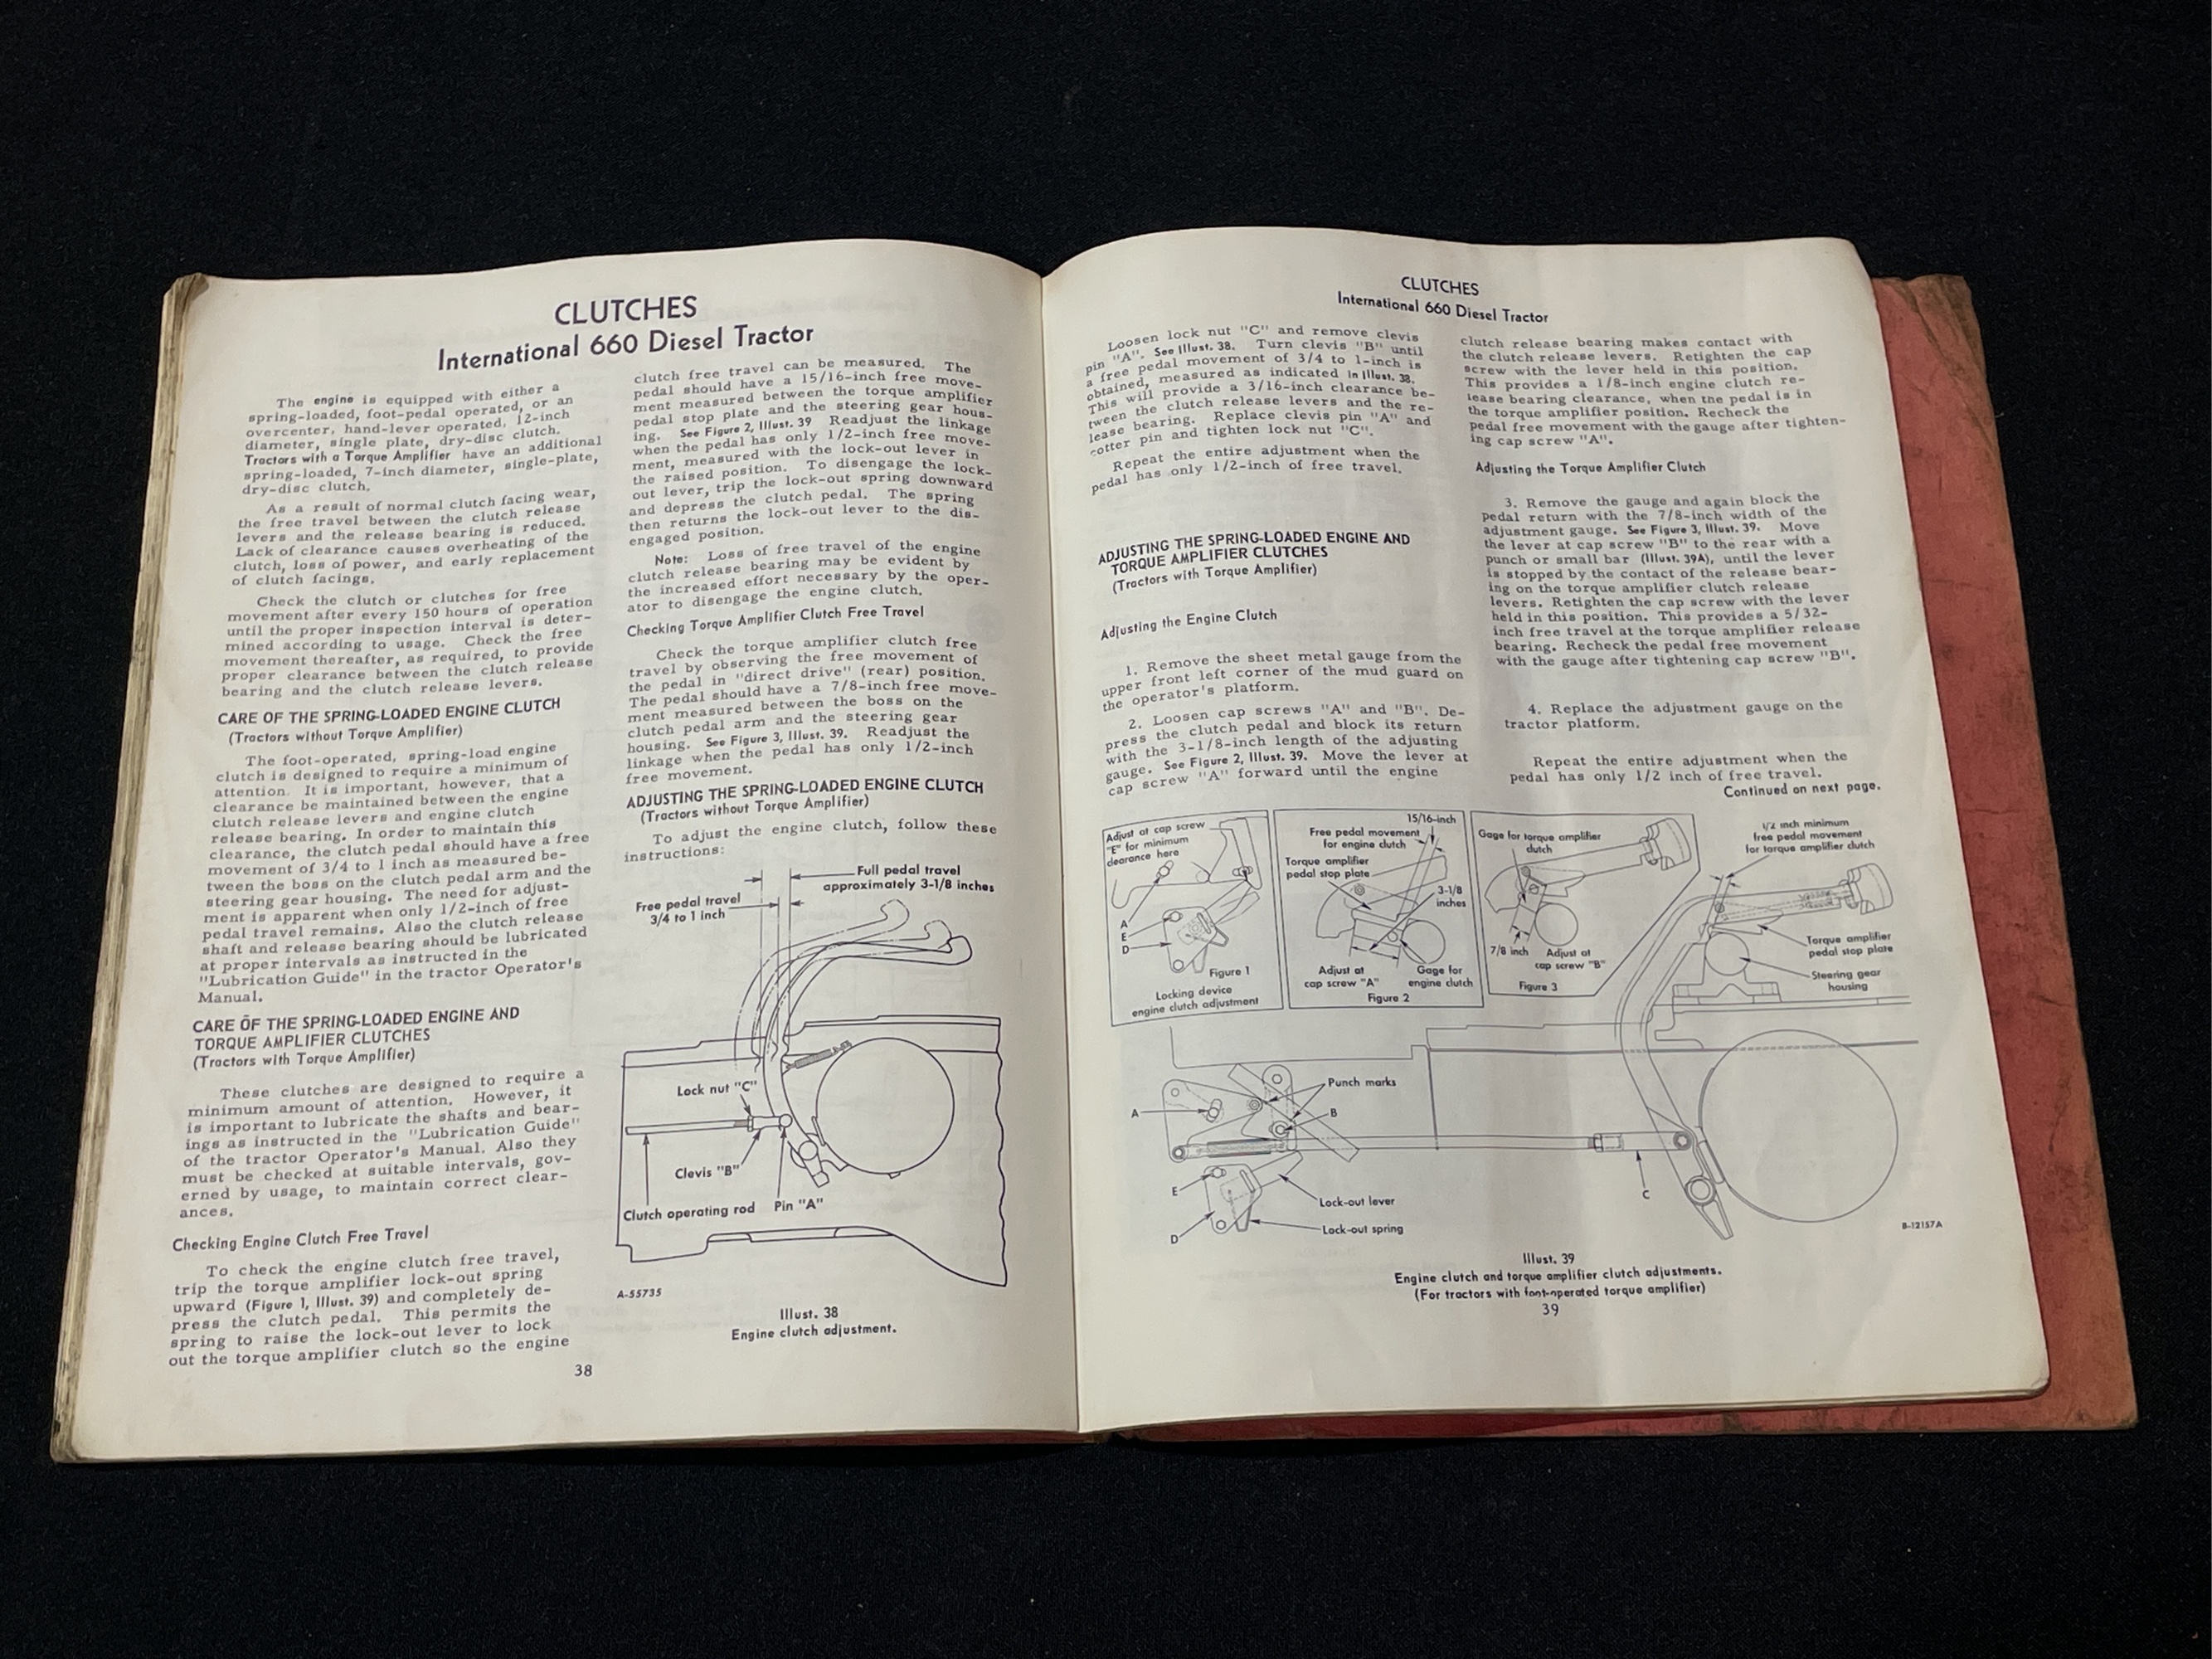 CLUTCHES
International 660 Diesel Tractor
The engine is equipped with either a
spring-loaded, foot-pedal operated, or an
overcenter, hand-lever operated, 12-inch
diameter, single plate, dry-disc clutch.
Tractors with a Torque Amplifier have an additional
spring-loaded, 7-inch diameter, single-plate,
dry-disc clutch.
As a result of normal clutch facing wear,
the free travel between the clutch release
levers and the release bearing is reduced.
Lack of clearance causes overheating of the
clutch, loss of power, and early replacement
of clutch facings.
Check the clutch or clutches for free
movement after every 150 hours of operation
until the proper inspection interval is deter-
mined according to usage. Check the free
movement thereafter, as required, to provide
proper clearance between the clutch release
bearing and the clutch release levers.
CARE OF THE SPRING-LOADED ENGINE CLUTCH
(Tractors without Torque Amplifier)
The foot-operated, spring-load engine
clutch is designed to require a minimum of
attention. It is important, however, that a
clearance be maintained between the engine
clutch release levers and engine clutch
release bearing. In order to maintain this
clearance, the clutch pedal should have a free
movement of 3/4 to 1 inch as measured be-
tween the boss on the clutch pedal arm and the
steering gear housing. The need for adjust-
ment is apparent when only 1/2-inch of free
pedal travel remains. Also the clutch release
shaft and release bearing should be lubricated
at proper intervals as instructed in the
"Lubrication Guide" in the tractor Operator's
Manual.
CARE OF THE SPRING-LOADED ENGINE AND
TORQUE AMPLIFIER CLUTCHES
(Tractors with Torque Amplifier)
These clutches are designed to require a
minimum amount of attention. However, it
is important to lubricate the shafts and bear-
ings as instructed in the "Lubrication Guide"
of the tractor Operator's Manual. Also they
must be checked at suitable intervals, gov-
erned by usage, to maintain correct clear-
ances.
Checking Engine Clutch Free Travel
To check the engine clutch free travel,
trip the torque amplifier lock-out spring
upward (Figure 1, Illust. 39) and completely de-
press the clutch pedal. This permits the
spring to raise the lock-out lever to lock
out the torque amplifier clutch so the engine
clutch free travel can be measured. The
pedal should have a 15/16-inch free move-
ment measured between the torque amplifier
pedal stop plate and the steering gear hous-
ing. See Figure 2, Illust. 39 Readjust the linkage
when the pedal has only 1/2-inch free move-
ment, measured with the lock-out lever in
the raised position. To disengage the lock-
out lever, trip the lock-out spring downward
and depress the clutch pedal. The spring
then returns the lock-out lever to the dis-
engaged position.
Note: Loss of free travel of the engine
clutch release bearing may be evident by
the increased effort necessary by the oper-
ator to disengage the engine clutch.
Checking Torque Amplifier Clutch Free Travel
Check the torque amplifier clutch free
travel by observing the free movement of
the pedal in "direct drive" (rear) position.
The pedal should have a 7/8-inch free move-
ment measured between the boss on the
clutch pedal arm and the steering gear
housing. See Figure 3, Illust. 39. Readjust the
linkage when the pedal has only 1/2-inch
free movement.
ADJUSTING THE SPRING-LOADED ENGINE CLUTCH
(Tractors without Torque Amplifier)
To adjust the engine clutch, follow these
instructions:
Full pedal travel
approximately 3-1/8 inches
Free pedal travel
3/4 to 1 inch
Lock nut "C"
Clevis "B"
Clutch operating rod
Pin "A"
A-55735
Illust. 38
Engine clutch adjustment.
38
CLUTCHES
International 660 Diesel Tractor
Loosen lock nut "C" and remove clevis
pin "A". See Illust. 38. Turn clevis "B" until
a free pedal movement of 3/4 to 1-inch is
obtained, measured as indicated in Illust. 38.
This will provide a 3/16-inch clearance be-
tween the clutch release levers and the re-
lease bearing. Replace clevis pin "A" and
cotter pin and tighten lock nut "C".
Repeat the entire adjustment when the
pedal has only 1/2-inch of free travel.
ADJUSTING THE SPRING-LOADED ENGINE AND
TORQUE AMPLIFIER CLUTCHES
(Tractors with Torque Amplifier)
Adjusting the Engine Clutch
1. Remove the sheet metal gauge from the
upper front left corner of the mud guard on
the operator's platform.
2. Loosen cap screws "A" and "B". De-
press the clutch pedal and block its return
with the 3-1/8-inch length of the adjusting
gauge. See Figure 2, Illust. 39. Move the lever at
cap screw "A" forward until the engine
clutch release bearing makes contact with
the clutch release levers. Retighten the cap
screw with the lever held in this position.
This provides a 1/8-inch engine clutch re-
lease bearing clearance, when the pedal is in
the torque amplifier position. Recheck the
pedal free movement with the gauge after tighten-
ing cap screw "A".
Adjusting the Torque Amplifier Clutch
3. Remove the gauge and again block the
pedal return with the 7/8-inch width of the
adjustment gauge. See Figure 3, Illust. 39. Move
the lever at cap screw "B" to the rear with a
punch or small bar (Illust. 39A), until the lever
is stopped by the contact of the release bear-
ing on the torque amplifier clutch release
levers. Retighten the cap screw with the lever
held in this position. This provides a 5/32-
inch free travel at the torque amplifier release
bearing. Recheck the pedal free movement
with the gauge after tightening cap screw "B".
4. Replace the adjustment gauge on the
tractor platform.
Repeat the entire adjustment when the
pedal has only 1/2 inch of free travel.
Continued on next page.
Adjust at cap screw
"E" for minimum
clearance here
A
E
D
Figure 1
Locking device
engine clutch adjustment
15/16-inch
Free pedal movement
for engine clutch
Torque amplifier
pedal stop plate
3-1/8
inches
Adjust at
cap screw "A"
Gage for
engine clutch
Figure 2
Gage for torque amplifier
clutch
7/8 inch
Adjust at
cap screw "B"
Figure 3
1/2 inch minimum
free pedal movement
for torque amplifier clutch
Torque amplifier
pedal stop plate
Steering gear
housing
Punch marks
A
B
E
Lock-out lever
C
D
Lock-out spring
B-12157A
Illust. 39
Engine clutch and torque amplifier clutch adjustments.
(For tractors with foot-operated torque amplifier)
39